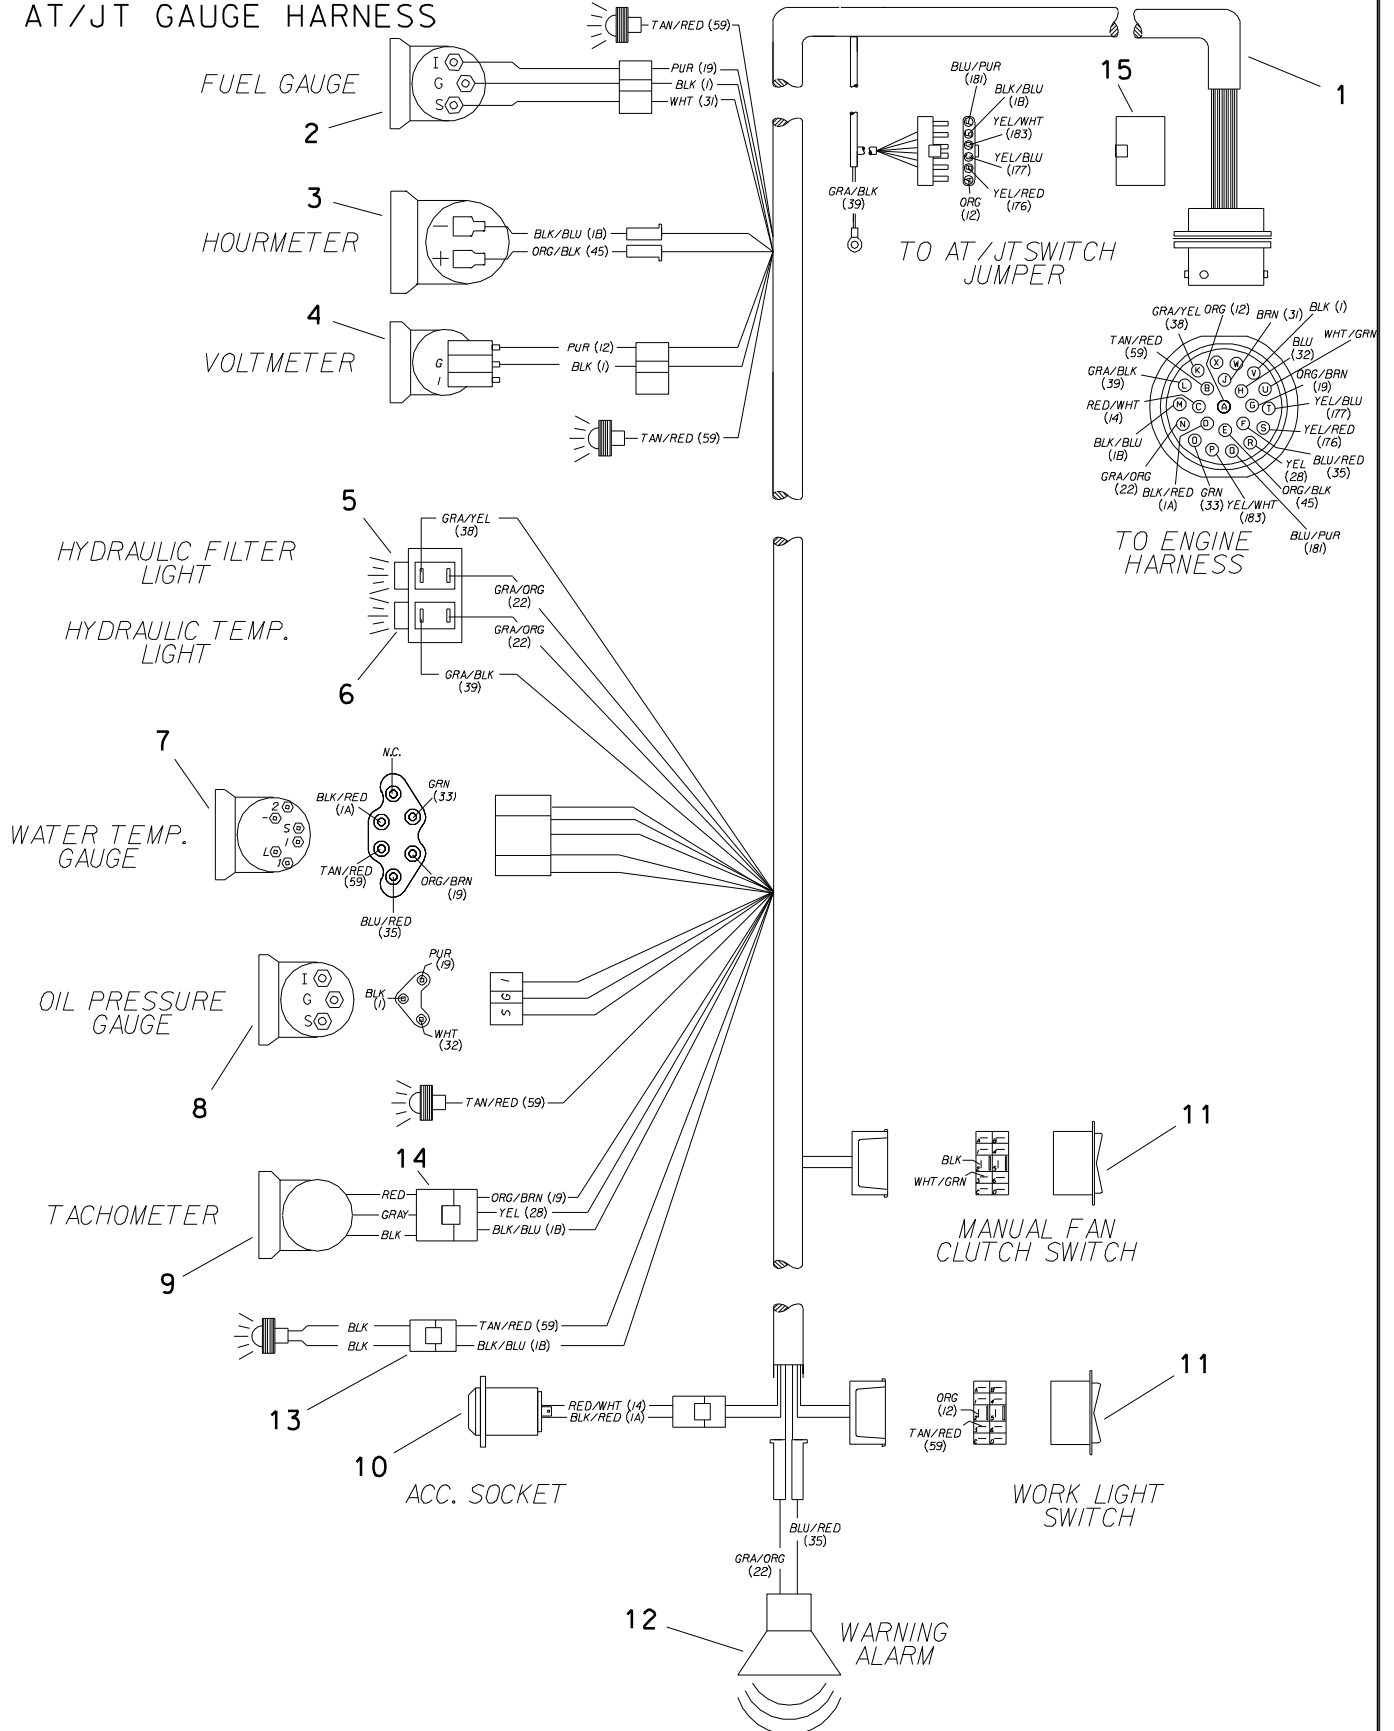 AT/JT GAUGE HARNESS
TAN/RED (59)
FUEL GAUGE
I
G
S
PUR (19)
BLK (1)
WHT (31)
2
3
HOURMETER
−
+
BLK/BLU (1B)
ORG/BLK (45)
4
VOLTMETER
G
I
PUR (12)
BLK (1)
TAN/RED (59)
1
15
BLU/PUR
(181)
BLK/BLU
(1B)
YEL/WHT
(183)
YEL/BLU
(177)
YEL/RED
(176)
ORG
(12)
GRA/BLK
(39)
TO AT/JT SWITCH
JUMPER
GRA/YEL
(38)
ORG (12)
BRN (31)
BLK (1)
TAN/RED
(59)
BLU
(32)
WHT/GRN
GRA/BLK
(39)
ORG/BRN
(19)
RED/WHT
(14)
YEL/BLU
(177)
BLK/BLU
(1B)
YEL/RED
(176)
GRA/ORG
(22)
BLK/RED
(1A)
GRN
(33)
YEL/WHT
(183)
YEL
(28)
BLU/RED
(35)
ORG/BLK
(45)
BLU/PUR
(181)
K X W V
L B J H U
M C A G T
N D E F S
O P Q R
TO ENGINE
HARNESS
5
HYDRAULIC FILTER
LIGHT
HYDRAULIC TEMP.
LIGHT
6
GRA/YEL
(38)
GRA/ORG
(22)
GRA/ORG
(22)
GRA/BLK
(39)
7
WATER TEMP.
GAUGE
2
-
S
I
L
1
N.C.
BLK/RED
(1A)
GRN
(33)
TAN/RED
(59)
ORG/BRN
(19)
BLU/RED
(35)
OIL PRESSURE
GAUGE
8
I
G
S
PUR
(19)
BLK
(1)
WHT
(32)
I
G
S
TAN/RED (59)
14
TACHOMETER
9
RED
GRAY
BLK
ORG/BRN (19)
YEL (28)
BLK/BLU (1B)
BLK
BLK
TAN/RED (59)
BLK/BLU (1B)
13
11
BLK
WHT/GRN
MANUAL FAN
CLUTCH SWITCH
RED/WHT (14)
BLK/RED (1A)
10
ACC. SOCKET
11
ORG
(12)
TAN/RED
(59)
WORK LIGHT
SWITCH
BLU/RED
(35)
GRA/ORG
(22)
12
WARNING
ALARM